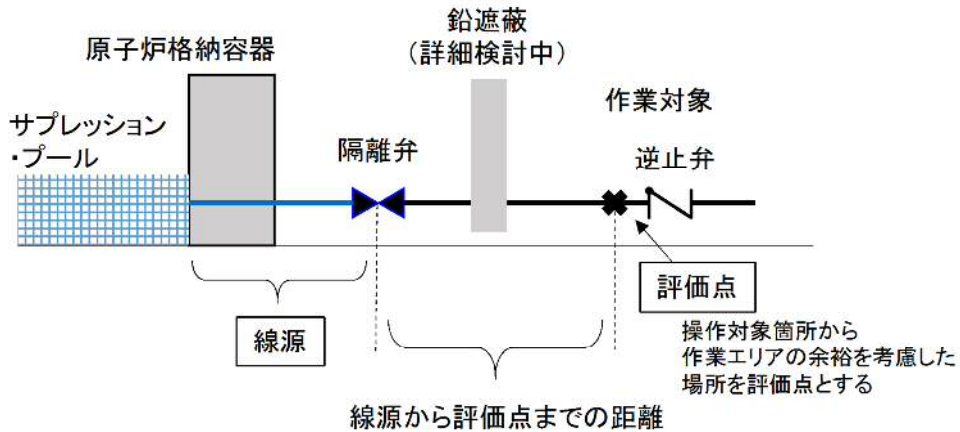 鉛遮蔽
（詳細検討中）
原子炉格納容器
作業対象
サプレッション
・プール
隔離弁
逆止弁
評価点
線源
操作対象箇所から
作業エリアの余裕を考慮した
場所を評価点とする
線源から評価点までの距離